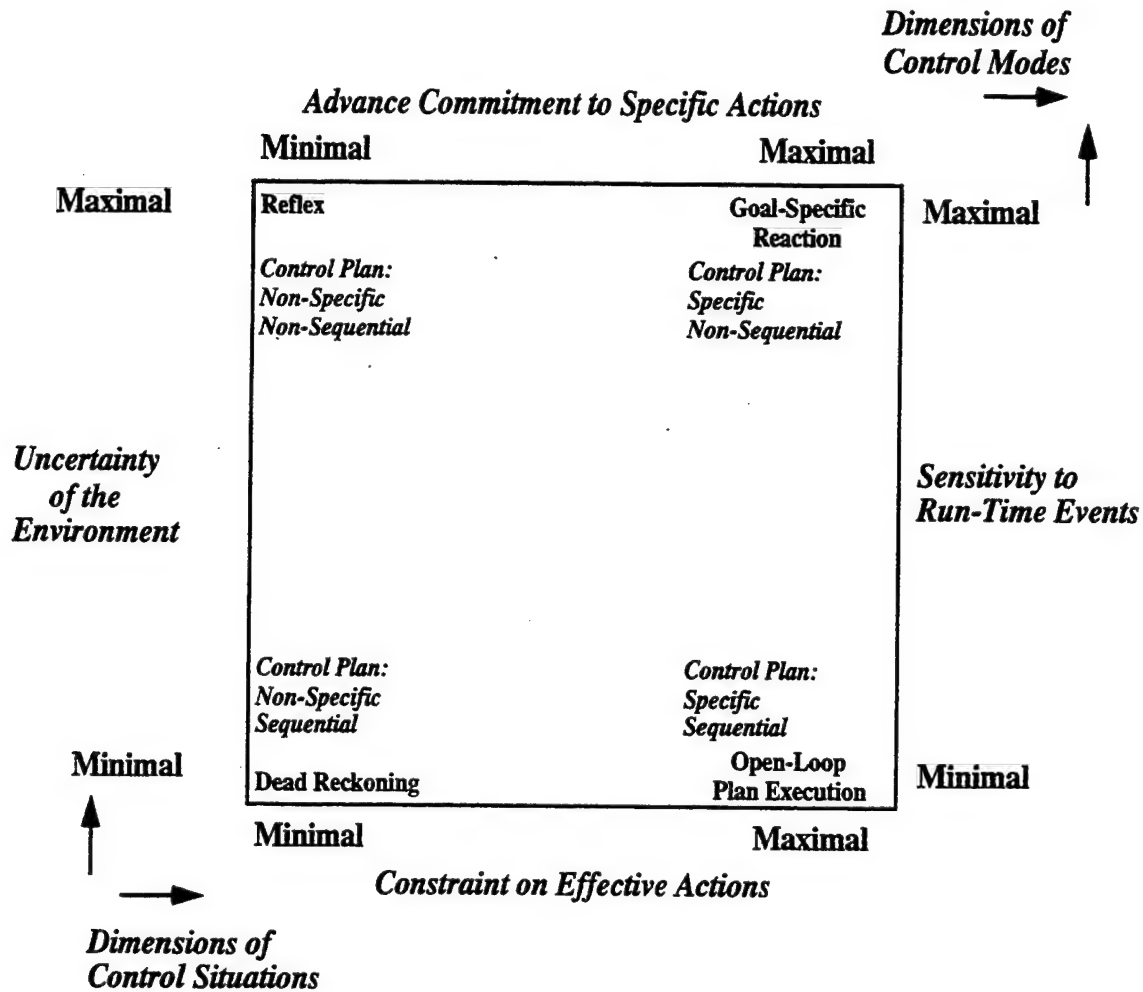 Dimensions of
Control Modes
Advance Commitment to Specific Actions
Minimal
Maximal
Maximal
Reflex
Goal-Specific
Reaction
Maximal
Control Plan:
Non-Specific
Non-Sequential
Control Plan:
Specific
Non-Sequential
Uncertainty
of the
Environment
Sensitivity to
Run-Time Events
Control Plan:
Non-Specific
Sequential
Control Plan:
Specific
Sequential
Minimal
Dead Reckoning
Open-Loop
Plan Execution
Minimal
Minimal
Maximal
Constraint on Effective Actions
Dimensions of
Control Situations